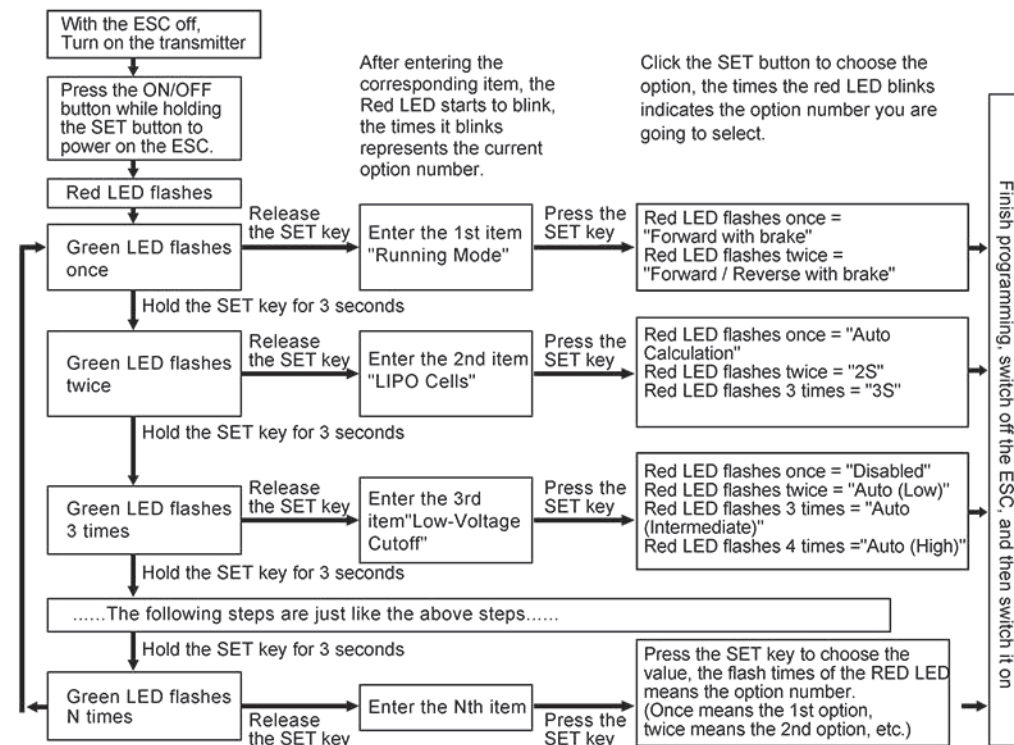 With the ESC off,
Turn on the transmitter
Press the ON/OFF
button while holding
the SET button to
power on the ESC.
After entering the
corresponding item, the
Red LED starts to blink,
the times it blinks
represents the current
option number.
Click the SET button to choose the
option, the times the red LED blinks
indicates the option number you are
going to select.
Red LED flashes
Green LED flashes
once
Release
the SET key
Enter the 1st item
"Running Mode"
Press the
SET key
Red LED flashes once =
"Forward with brake"
Red LED flashes twice =
"Forward / Reverse with brake"
Hold the SET key for 3 seconds
Green LED flashes
twice
Release
the SET key
Enter the 2nd item
"LIPO Cells"
Press the
SET key
Red LED flashes once = "Auto
Calculation"
Red LED flashes twice = "2S"
Red LED flashes 3 times = "3S"
Hold the SET key for 3 seconds
Green LED flashes
3 times
Release
the SET key
Enter the 3rd
item"Low-Voltage
Cutoff"
Press the
SET key
Red LED flashes once = "Disabled"
Red LED flashes twice = "Auto (Low)"
Red LED flashes 3 times = "Auto
(Intermediate)"
Red LED flashes 4 times ="Auto (High)"
Hold the SET key for 3 seconds
......The following steps are just like the above steps......
Hold the SET key for 3 seconds
Green LED flashes
N times
Release
the SET key
Enter the Nth item
Press the
SET key
Press the SET key to choose the
value, the flash times of the RED LED
means the option number.
(Once means the 1st option,
twice means the 2nd option, etc.)
Finish programming, switch off the ESC, and then switch it on